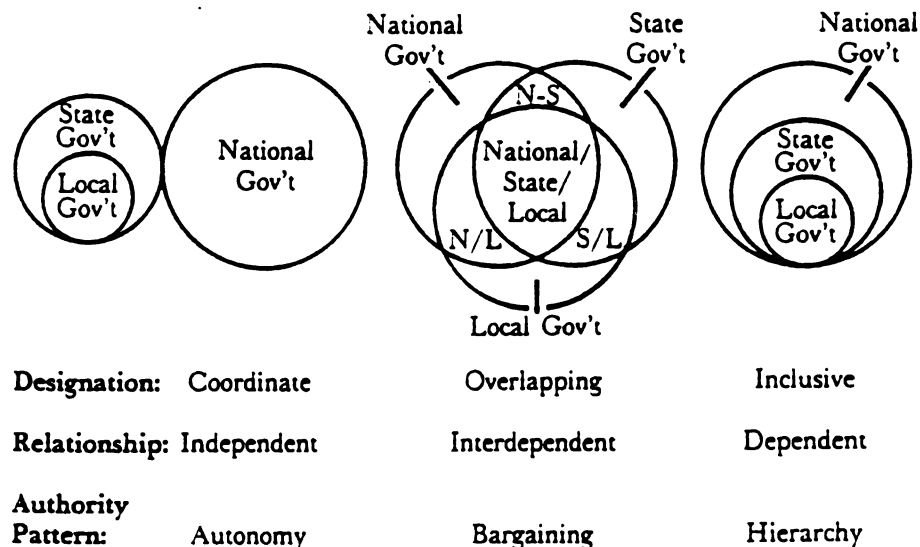 National
Gov't
State
Gov't
National
Gov't
State
Gov't
Local
Gov't
National
Gov't
N-S
National/
State/
Local
N/L
S/L
Local Gov't
State
Gov't
Local
Gov't
Designation: Coordinate Overlapping Inclusive
Relationship: Independent Interdependent Dependent
Authority
Pattern: Autonomy Bargaining Hierarchy